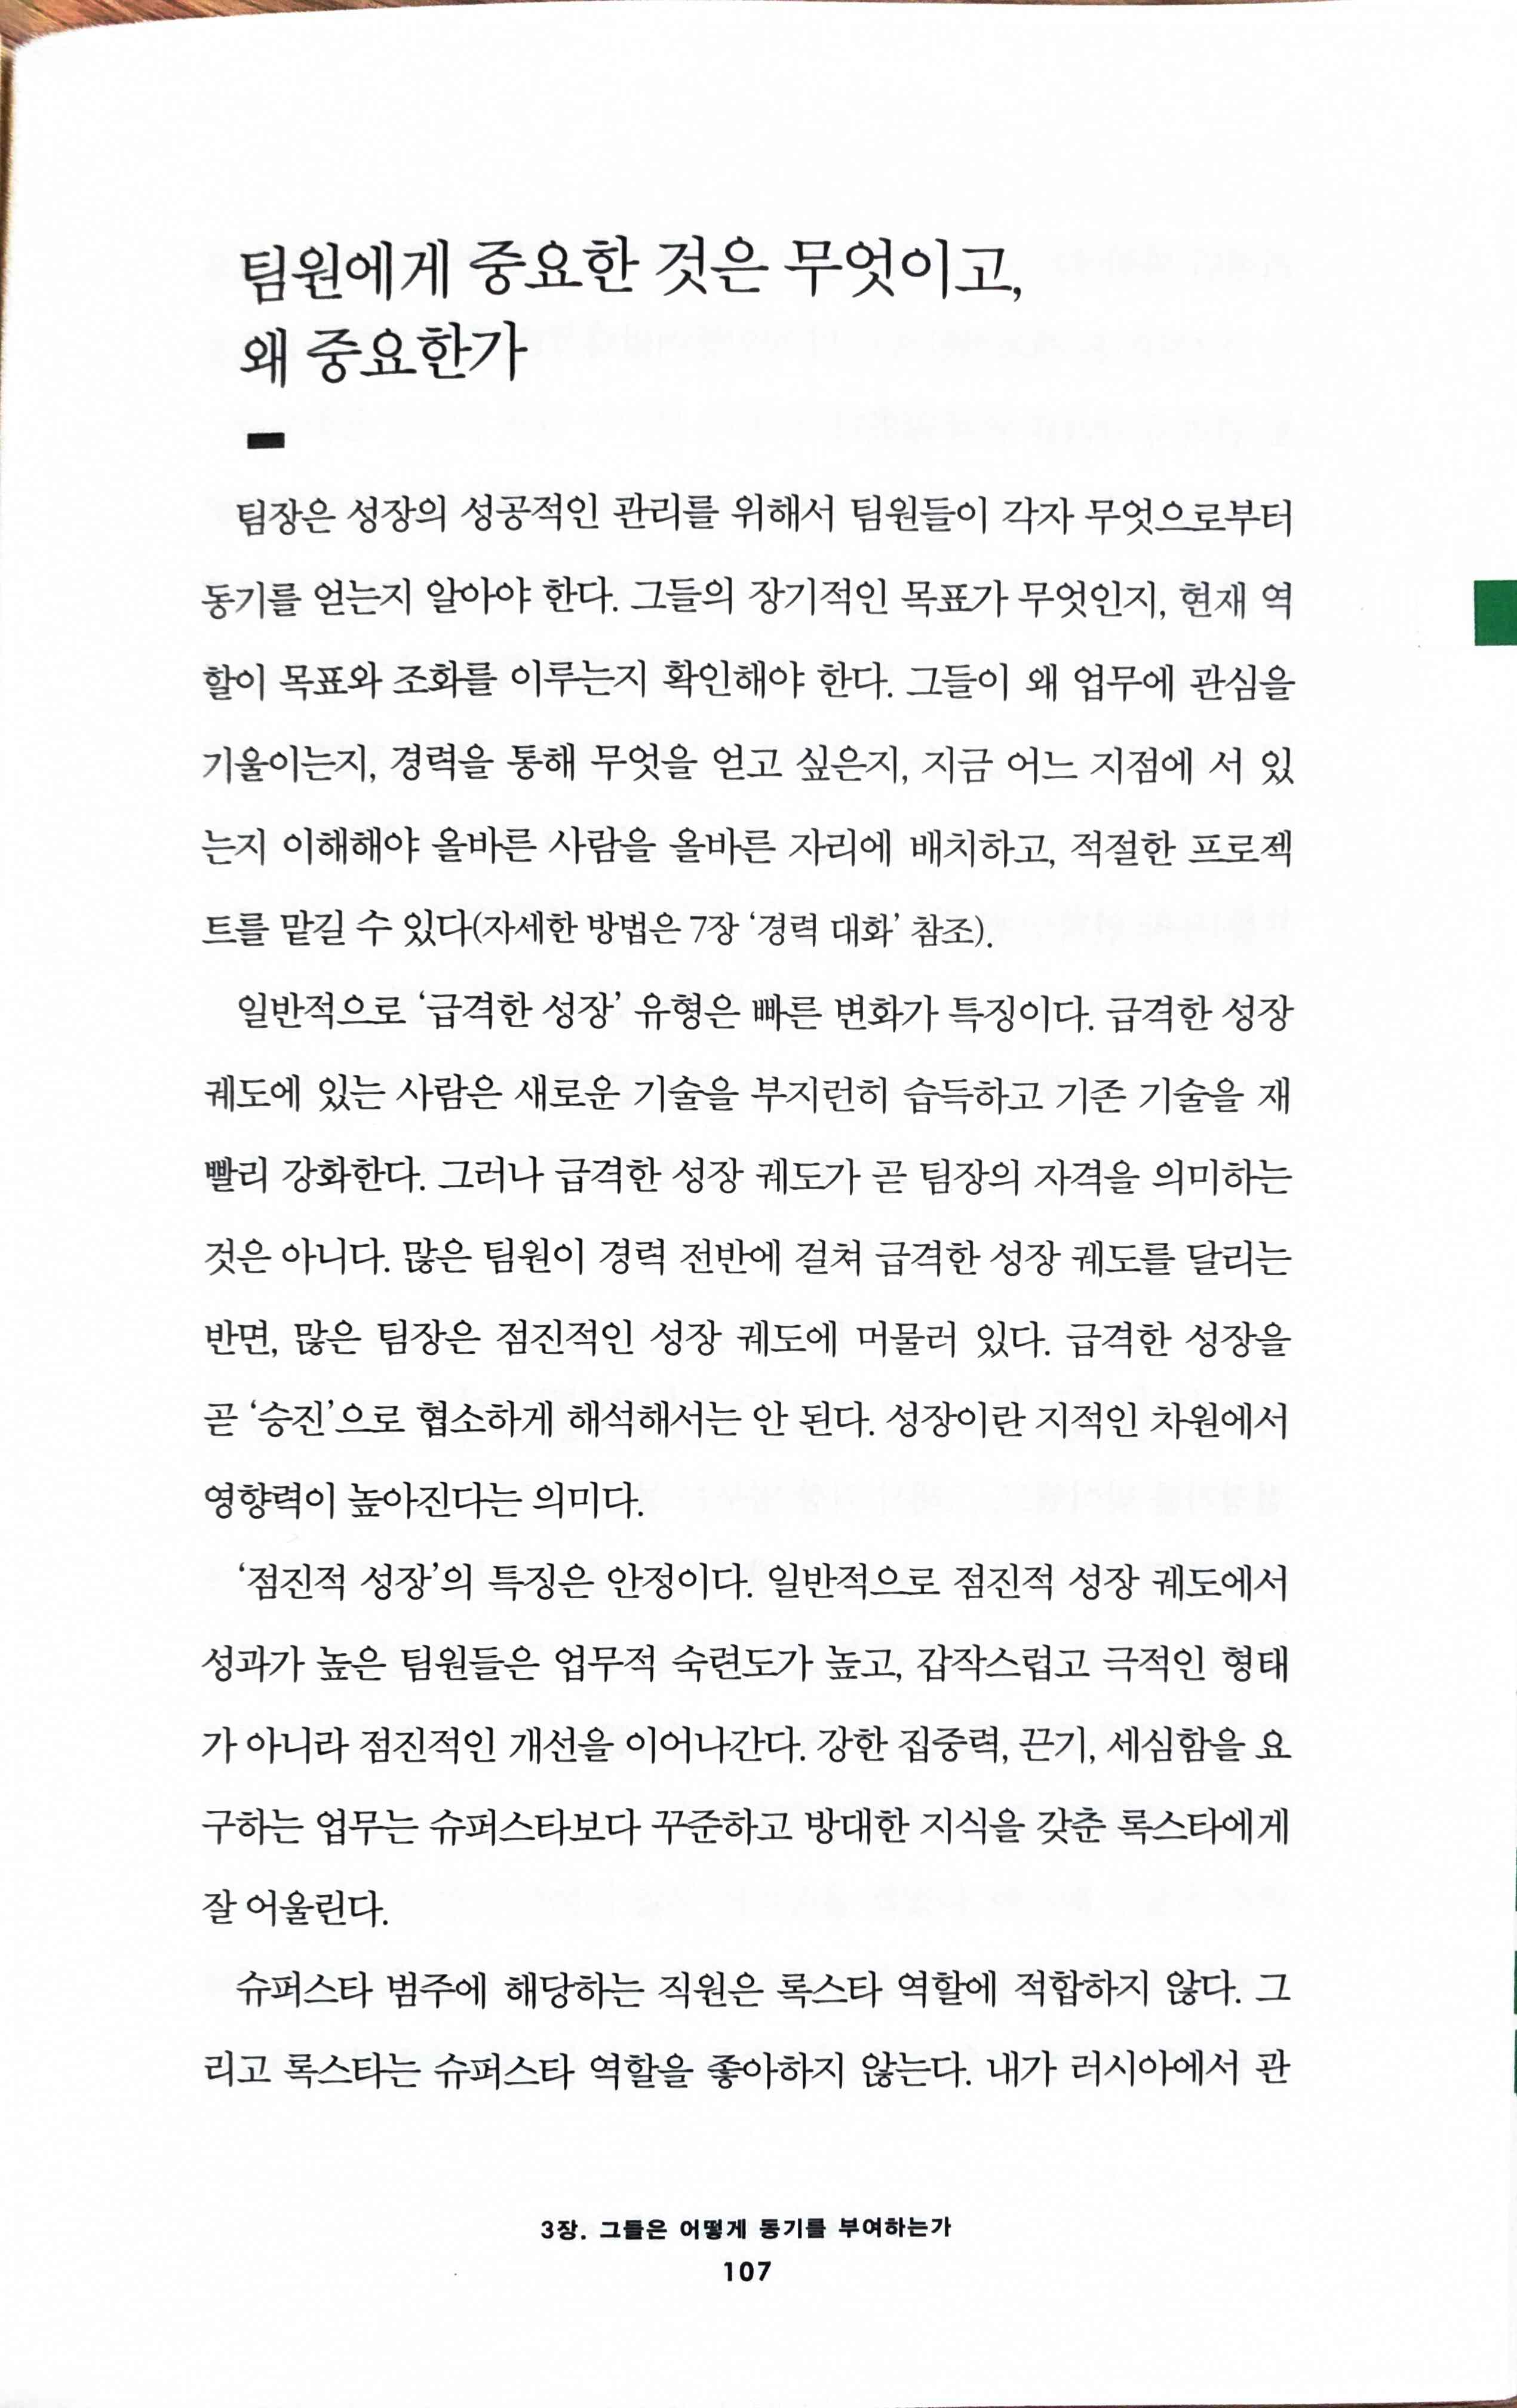 팀원에게 중요한 것은 무엇이고,
왜 중요한가
팀장은 성장의 성공적인 관리를 위해서 팀원들이 각자 무엇으로부터
동기를 얻는지 알아야 한다. 그들의 장기적인 목표가 무엇인지, 현재 역
할이 목표와 조화를 이루는지 확인해야 한다. 그들이 왜 업무에 관심을
기울이는지, 경력을 통해 무엇을 얻고 싶은지, 지금 어느 지점에 서 있
는지 이해해야 올바른 사람을 올바른 자리에 배치하고, 적절한 프로젝
트를 맡길 수 있다(자세한 방법은 7장 ‘경력 대화’ 참조).
일반적으로 ‘급격한 성장’ 유형은 빠른 변화가 특징이다. 급격한 성장
궤도에 있는 사람은 새로운 기술을 부지런히 습득하고 기존 기술을 재
빨리 강화한다. 그러나 급격한 성장 궤도가 곧 팀장의 자격을 의미하는
것은 아니다. 많은 팀원이 경력 전반에 걸쳐 급격한 성장 궤도를 달리는
반면, 많은 팀장은 점진적인 성장 궤도에 머물러 있다. 급격한 성장을
곧 ‘승진’으로 협소하게 해석해서는 안 된다. 성장이란 지적인 차원에서
영향력이 높아진다는 의미다.
‘점진적 성장’의 특징은 안정이다. 일반적으로 점진적 성장 궤도에서
성과가 높은 팀원들은 업무적 숙련도가 높고, 갑작스럽고 극적인 형태
가 아니라 점진적인 개선을 이어나간다. 강한 집중력, 끈기, 세심함을 요
구하는 업무는 슈퍼스타보다 꾸준하고 방대한 지식을 갖춘 록스타에게
잘 어울린다.
슈퍼스타 범주에 해당하는 직원은 록스타 역할에 적합하지 않다. 그
리고 록스타는 슈퍼스타 역할을 좋아하지 않는다. 내가 러시아에서 관
3장. 그들은 어떻게 동기를 부여하는가
107